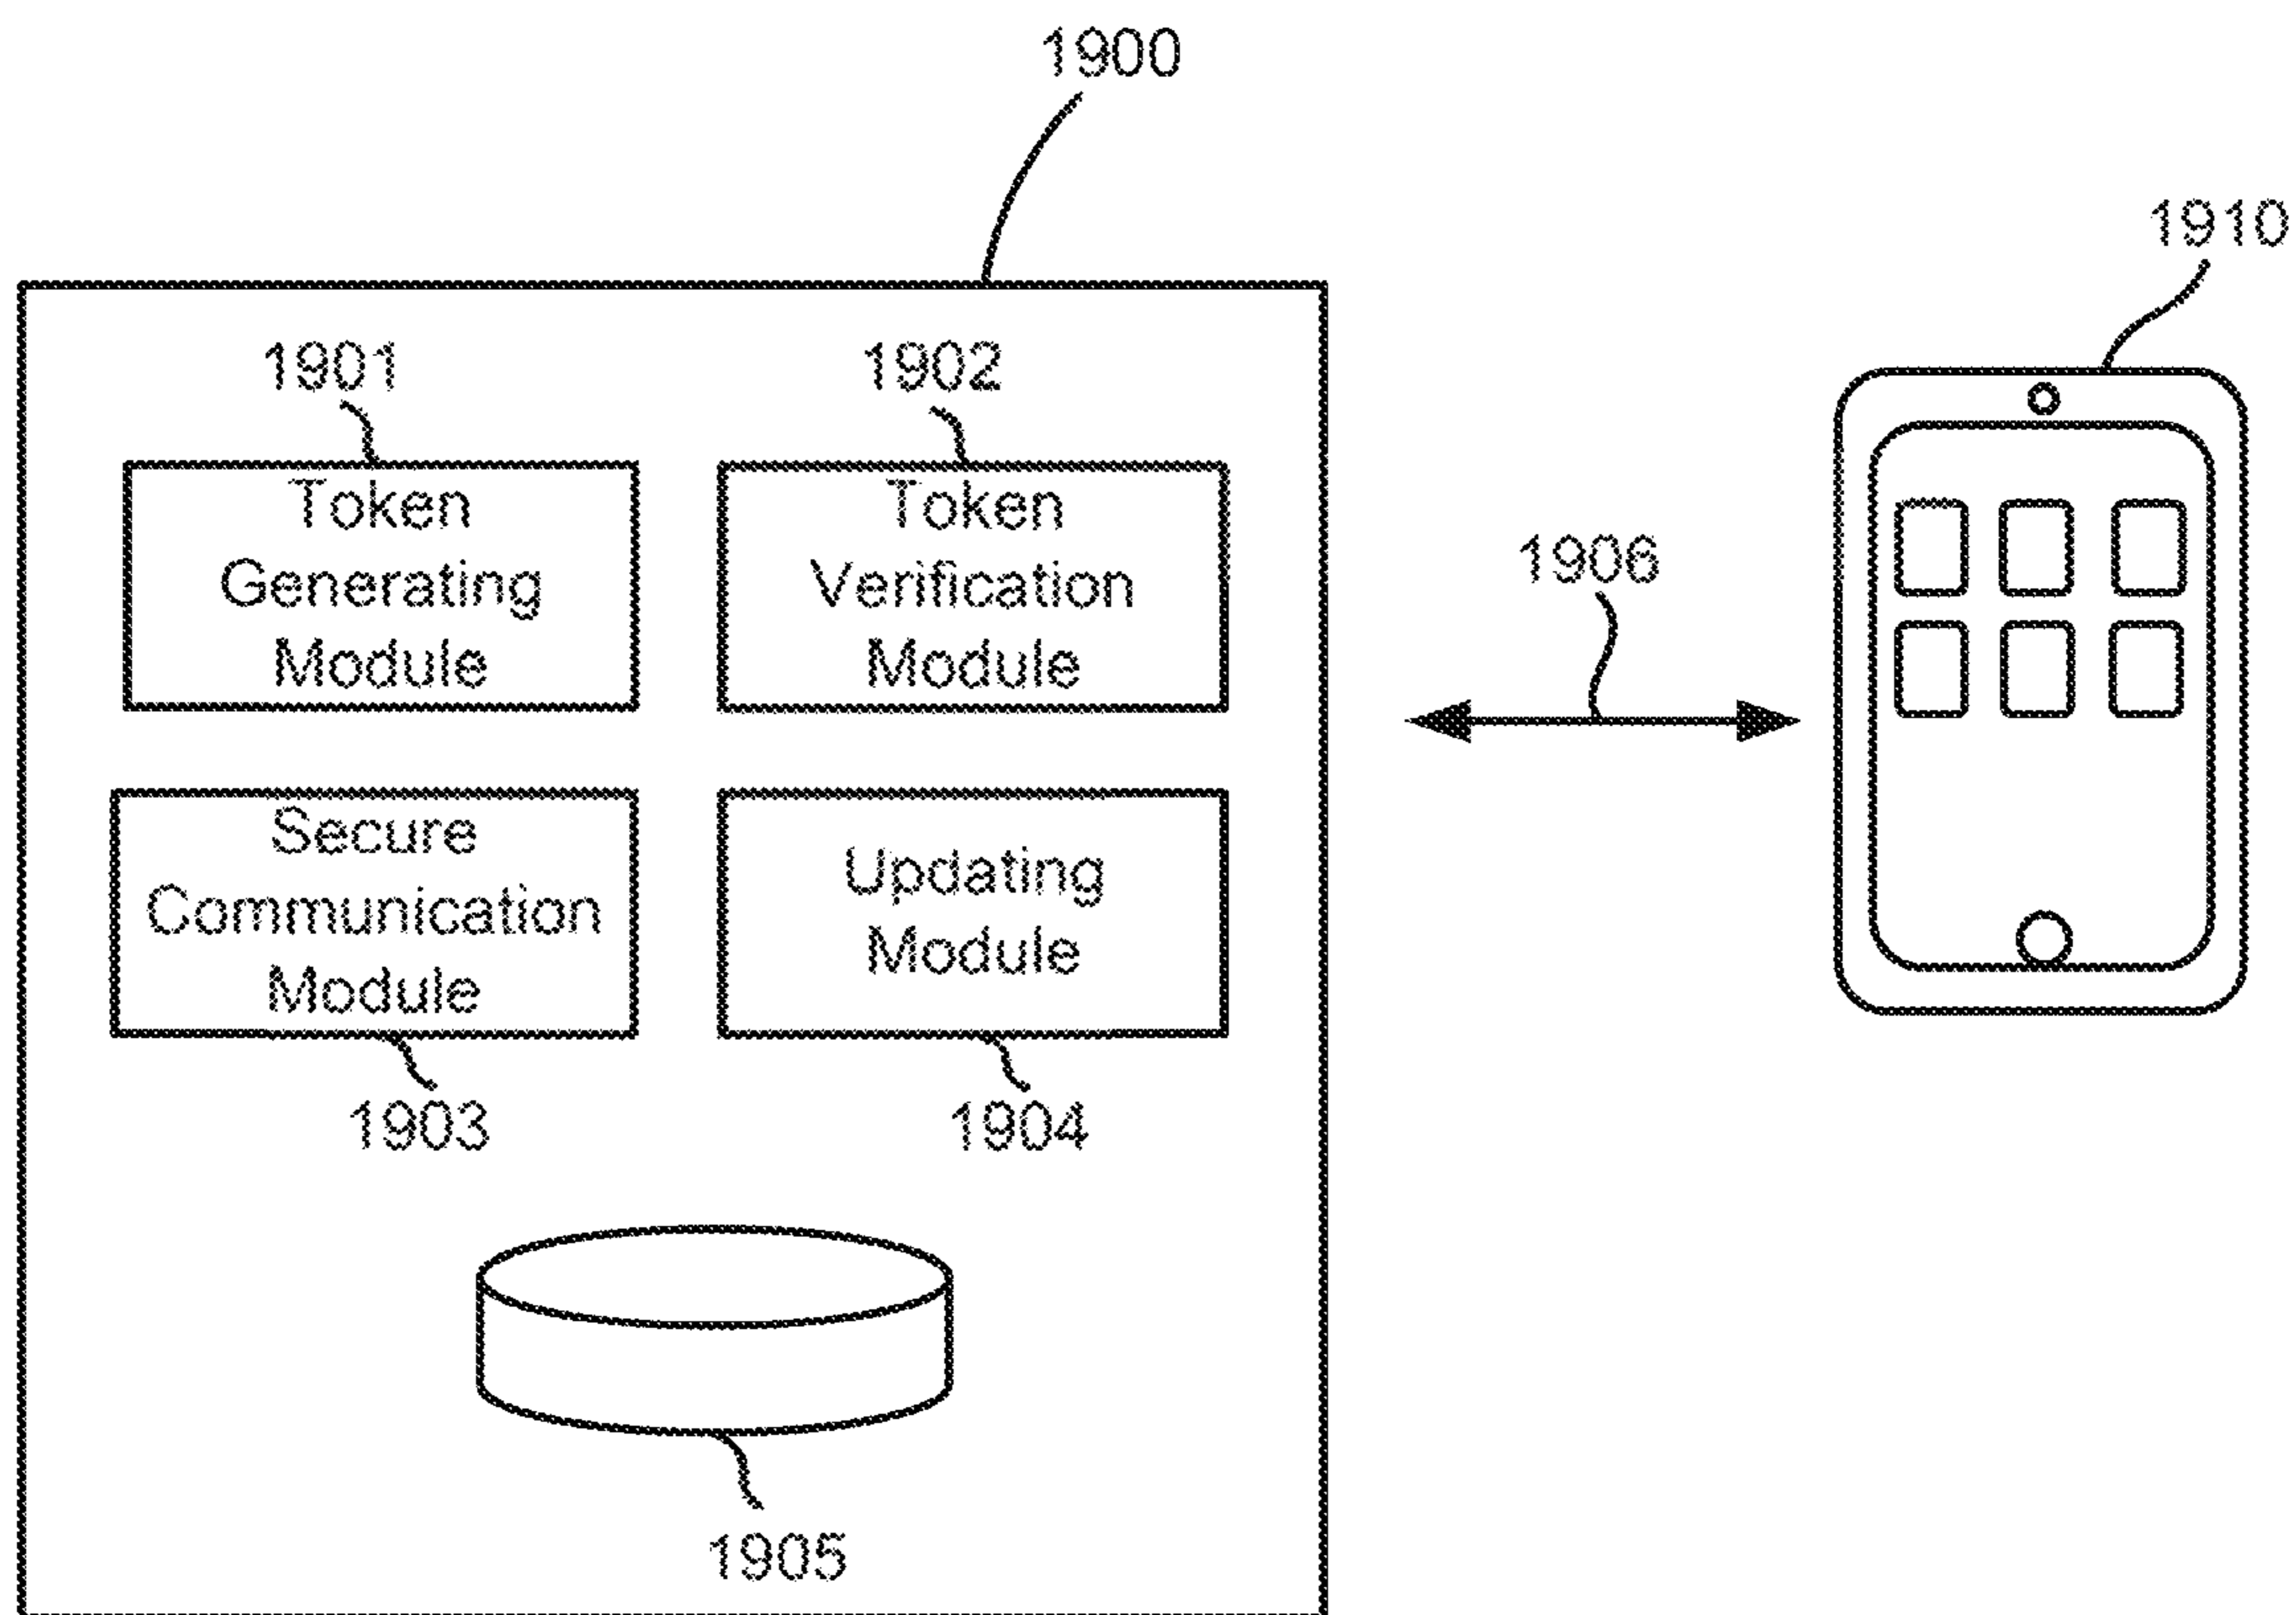 1900
1910
1901
1902
Token
Generating
Module
Token
Verification
Module
1906
Secure
Communication
Module
Updating
Module
1903
1904
1905